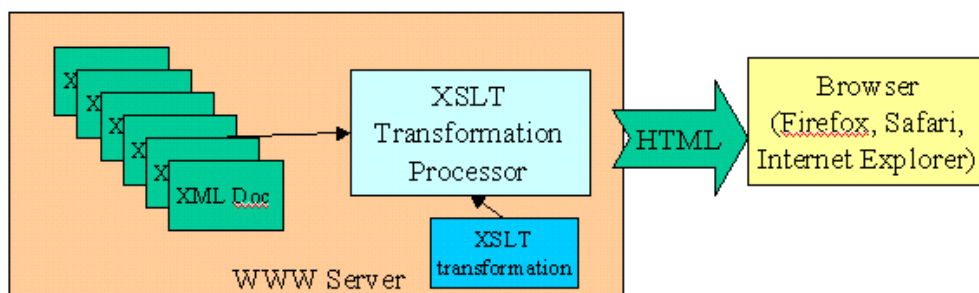 X
X
X
X
X
XML Doc
XSLT
Transformation
Processor
XSLT
transformation
WWW Server
HTML
Browser
(Firefox, Safari,
Internet Explorer)